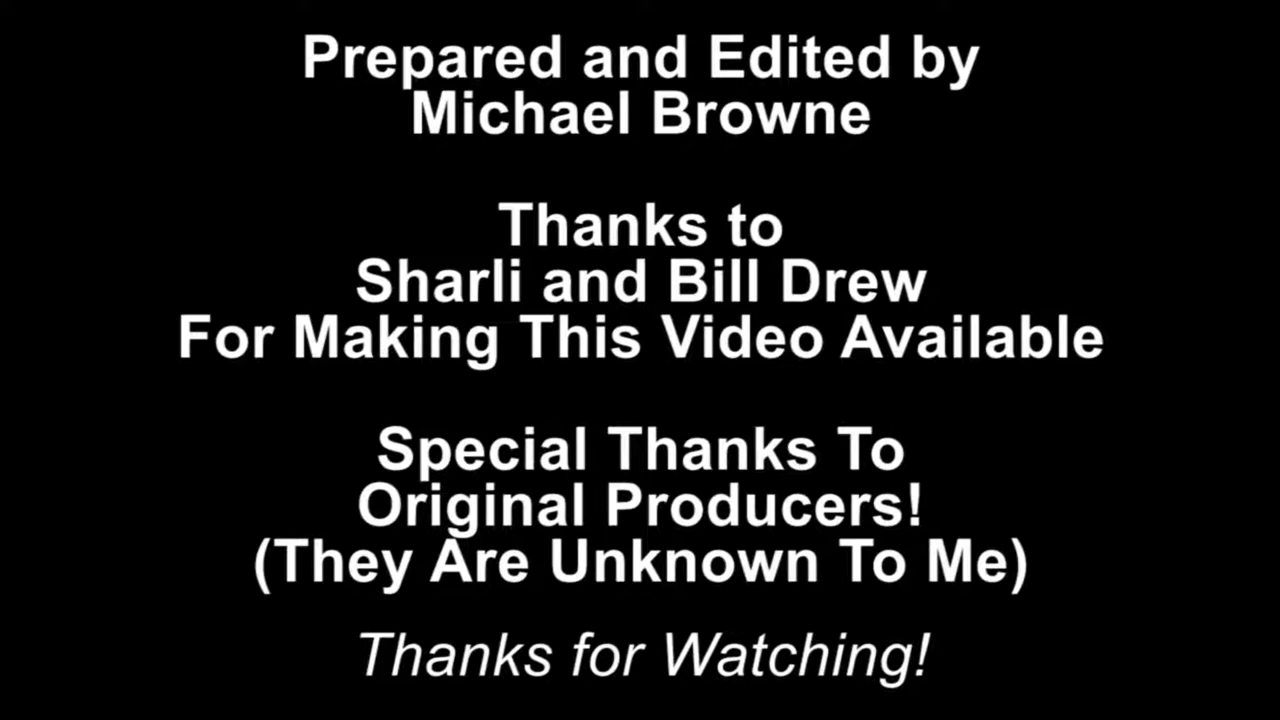 Prepared and Edited by
Michael Browne
Thanks to
Sharli and Bill Drew
For Making This Video Available
Special Thanks To
Original Producers!
(They Are Unknown To Me)
Thanks for Watching!